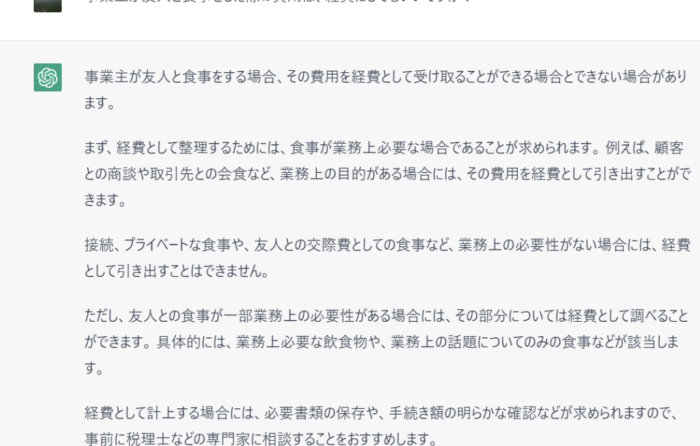 事業主が友人と食事をする場合、その費用を経費として受け取ることができる場合とできない場合があり
ます。
まず、経費として整理するためには、食事が業務上必要な場合であることが求められます。例えば、顧客
との商談や取引先との会食など、業務上の目的がある場合には、その費用を経費として引き出すことがで
きます。
接続、プライベートな食事や、友人との交際費としての食事など、業務上の必要性がない場合には、経費
として引き出すことはできません。
ただし、友人との食事が一部業務上の必要性がある場合には、その部分については経費として調べること
ができます。具体的には、業務上必要な飲食物や、業務上の話題についてのみの食事などが該当しま
す。
経費として計上する場合には、必要書類の保存や、手続き額の明らかな確認などが求められますので、
事前に税理士などの専門家に相談することをおすすめします。